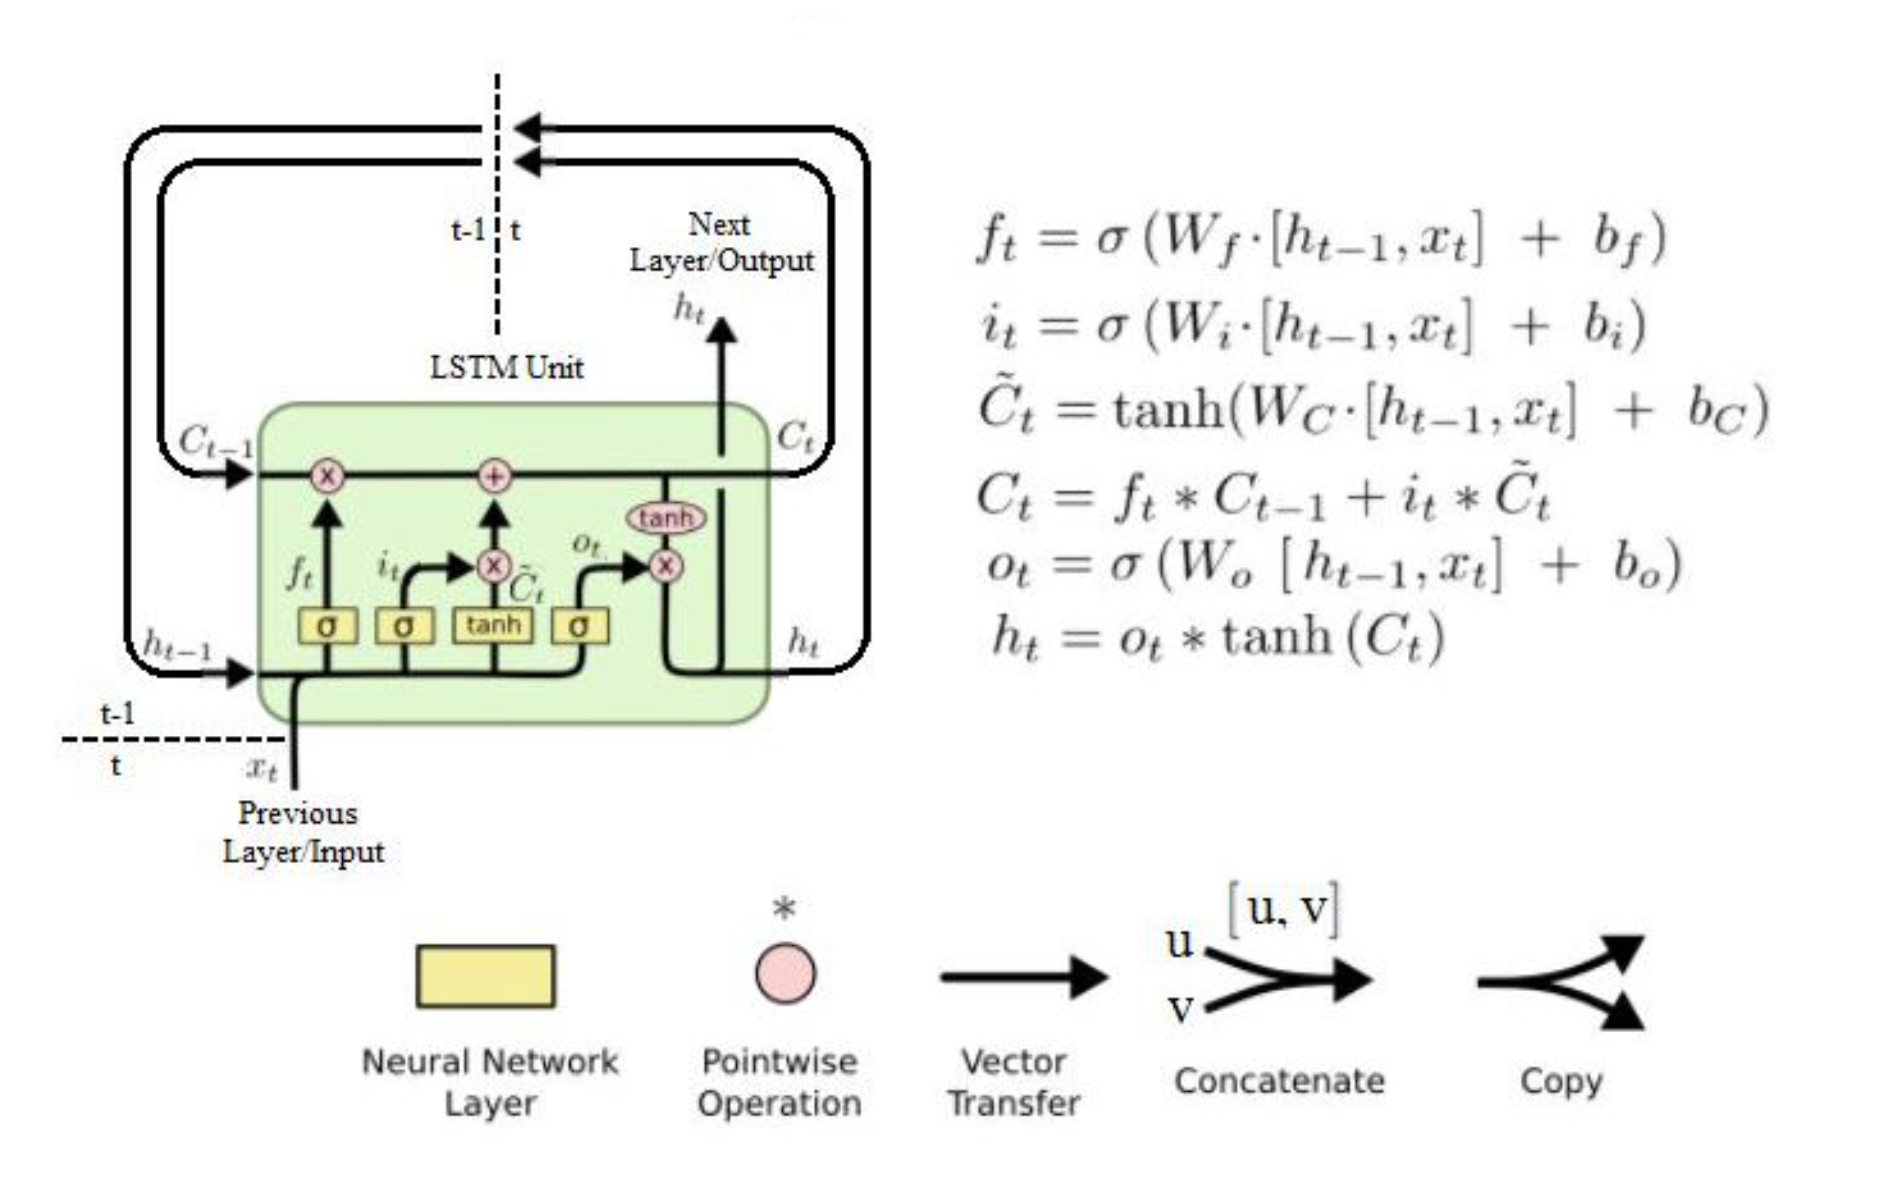 t-1 t
Next
Layer/Output
h_t
LSTM Unit
C_{t-1}
C_t
x
+
tanh
o_t
f_t
i_t
x
C̃_t
x
σ
σ
tanh
σ
h_{t-1}
h_t
t-1
t
x_t
Previous
Layer/Input
f_t = σ (W_f · [h_{t-1}, x_t] + b_f)
i_t = σ (W_i · [h_{t-1}, x_t] + b_i)
C̃_t = tanh(W_C · [h_{t-1}, x_t] + b_C)
C_t = f_t * C_{t-1} + i_t * C̃_t
o_t = σ (W_o [h_{t-1}, x_t] + b_o)
h_t = o_t * tanh (C_t)
Neural Network
Layer
*
Pointwise
Operation
Vector
Transfer
[u, v]
u
v
Concatenate
Copy